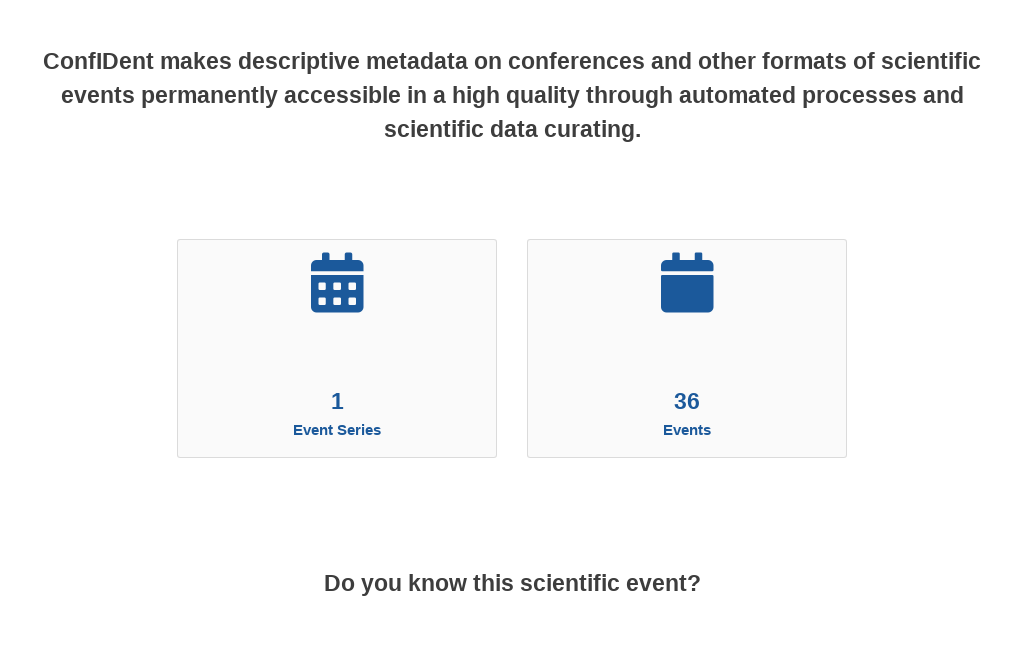 ConfIDent makes descriptive metadata on conferences and other formats of scientific
events permanently accessible in a high quality through automated processes and
scientific data curating.
1
Event Series
36
Events
Do you know this scientific event?